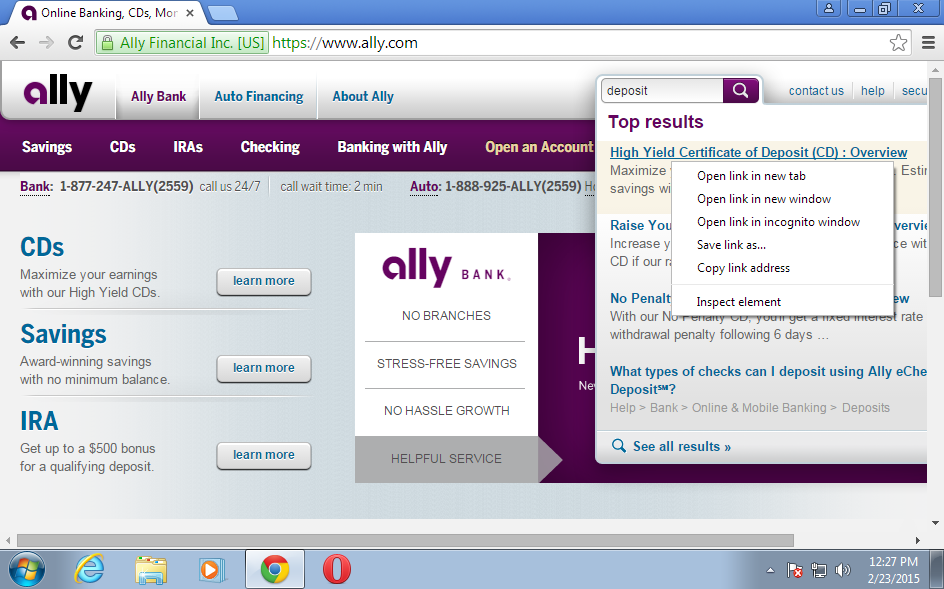 Online Banking, CDs, Mor
Ally Financial Inc. [US] https://www.ally.com
ally
Ally Bank
Auto Financing
About Ally
deposit
contact us
help
secu
Savings
CDs
IRAs
Checking
Banking with Ally
Open an Account
Bank: 1-877-247-ALLY(2559) call us 24/7
call wait time: 2 min
Auto: 1-888-925-ALLY(2559)
Top results
High Yield Certificate of Deposit (CD) : Overview
Maximize
Esti
savings wi
Open link in new tab
Open link in new window
Open link in incognito window
Save link as...
Copy link address
Inspect element
Raise You
vervie
Increase y
ce wit
CD if our ra
No Penalt
ew
With our No Penalty CD, you'll get a fixed interest rate
withdrawal penalty following 6 days ...
What types of checks can I deposit using Ally eChe
Deposit℠?
Help > Bank > Online & Mobile Banking > Deposits
See all results »
CDs
Maximize your earnings
with our High Yield CDs.
learn more
Savings
Award-winning savings
with no minimum balance.
learn more
IRA
Get up to a $500 bonus
for a qualifying deposit.
learn more
ally BANK
NO BRANCHES
STRESS-FREE SAVINGS
NO HASSLE GROWTH
HELPFUL SERVICE
H
Nev
12:27 PM
2/23/2015